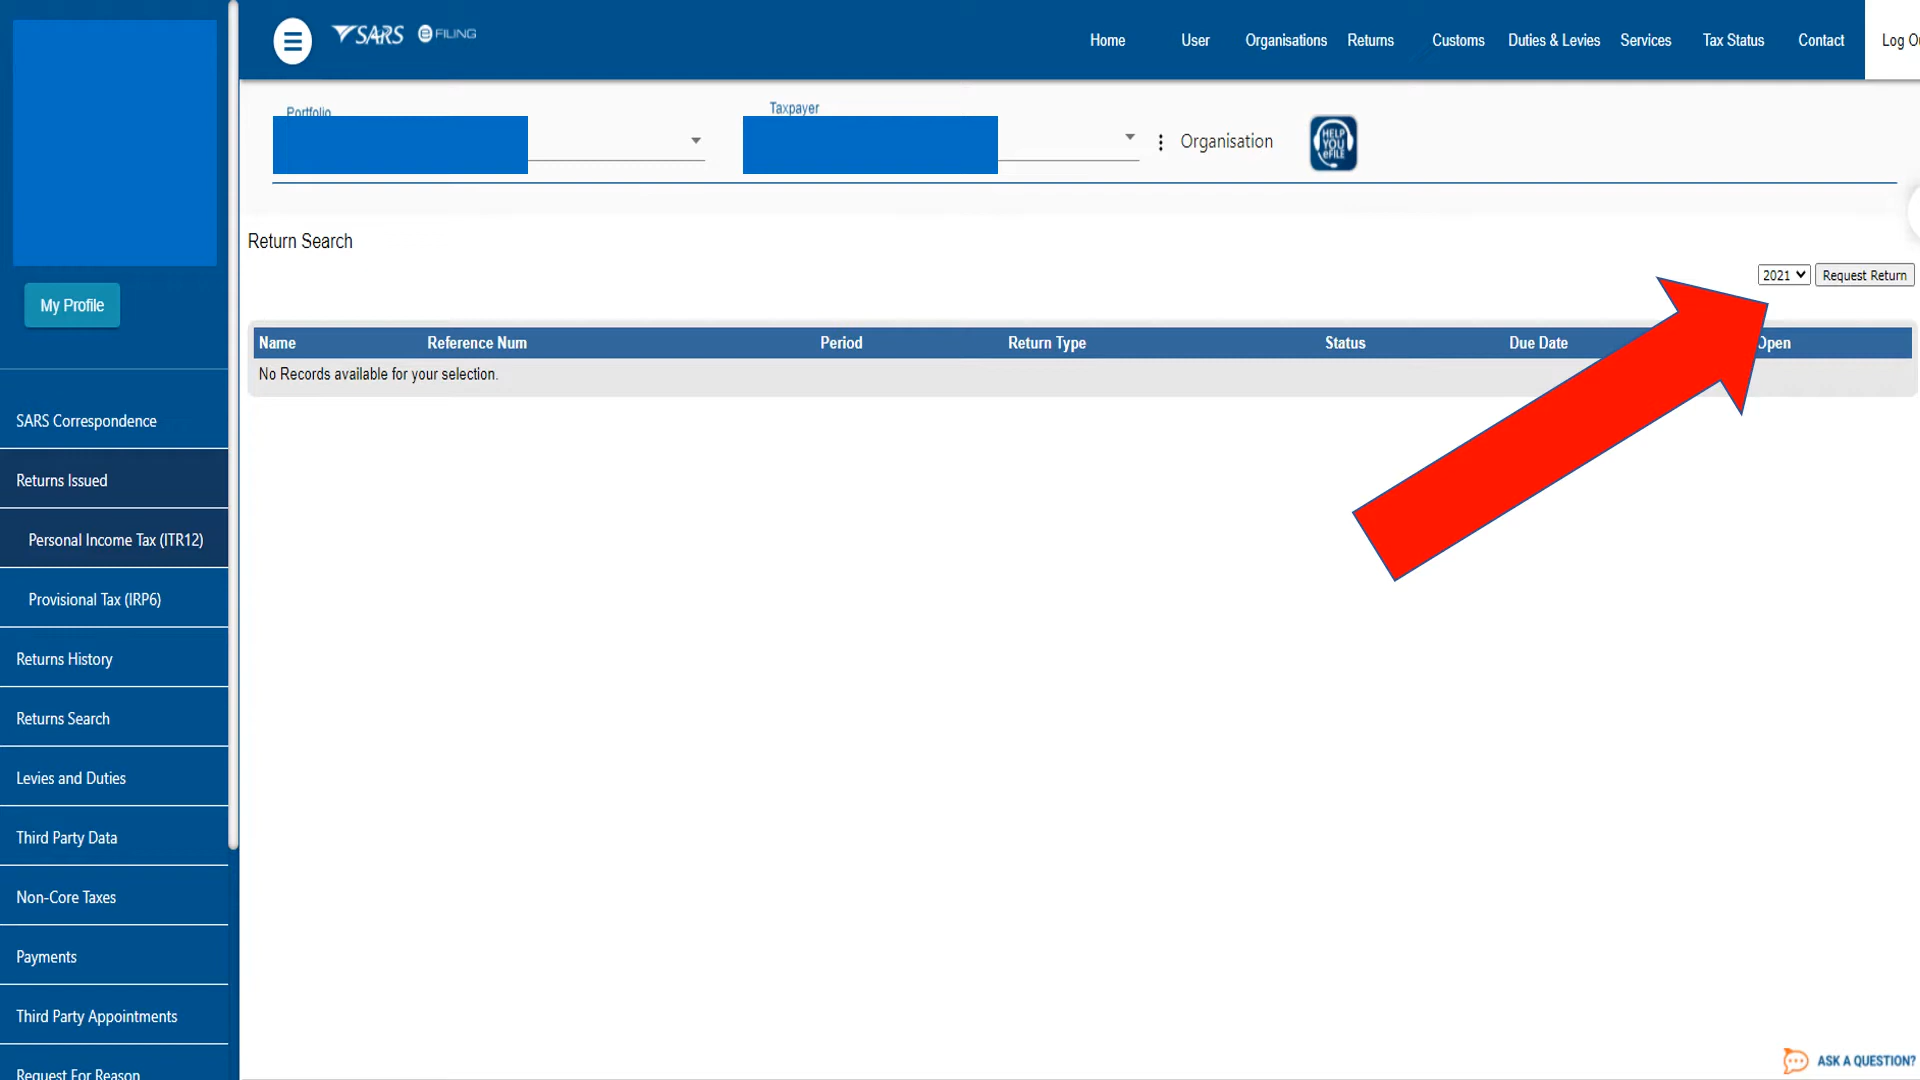 SARS eFILING
Home User Organisations Returns Customs Duties & Levies Services Tax Status Contact Log
Portfolio
Taxpayer
Organisation
HELP
YOU
eFILE
Return Search
My Profile
2021 Request Return
Name Reference Num Period Return Type Status Due Date Open
No Records available for your selection.
SARS Correspondence
Returns Issued
Personal Income Tax (ITR12)
Provisional Tax (IRP6)
Returns History
Returns Search
Levies and Duties
Third Party Data
Non-Core Taxes
Payments
Third Party Appointments
Request For Reason
ASK A QUESTION?